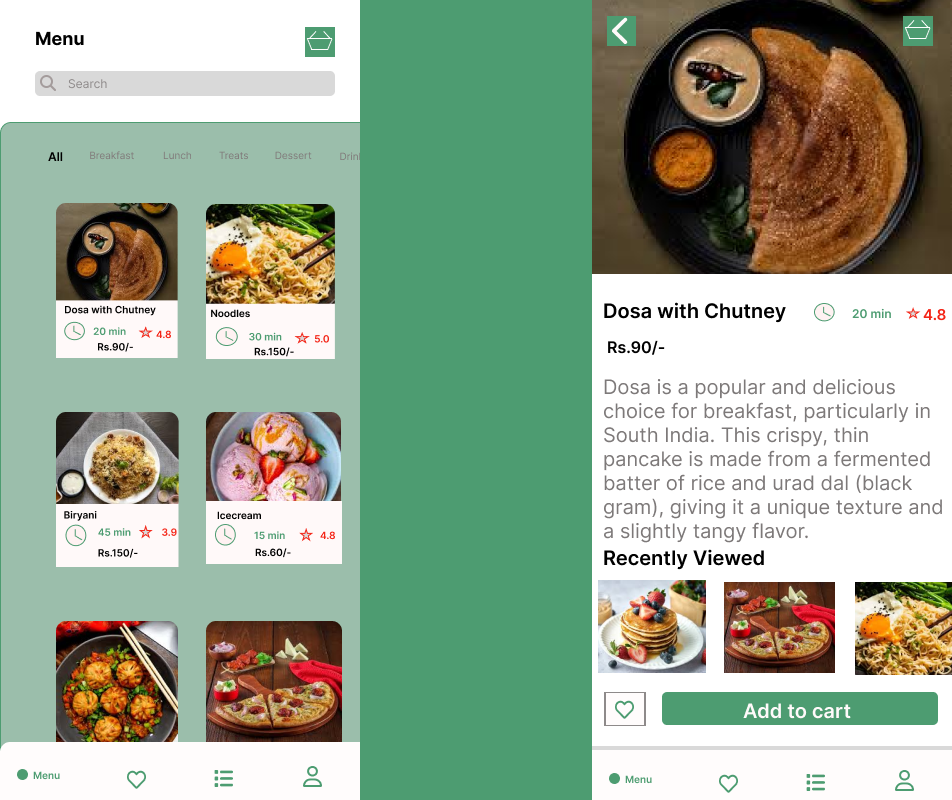 Menu
Search
All Breakfast Lunch Treats Dessert Drin
Dosa with Chutney
20 min 4.8
Rs.90/-
Noodles
30 min 5.0
Rs.150/-
Biryani
45 min 3.9
Rs.150/-
Icecream
15 min 4.8
Rs.60/-
Menu
Dosa with Chutney 20 min 4.8
Rs.90/-
Dosa is a popular and delicious
choice for breakfast, particularly in
South India. This crispy, thin
pancake is made from a fermented
batter of rice and urad dal (black
gram), giving it a unique texture and
a slightly tangy flavor.
Recently Viewed
Add to cart
Menu